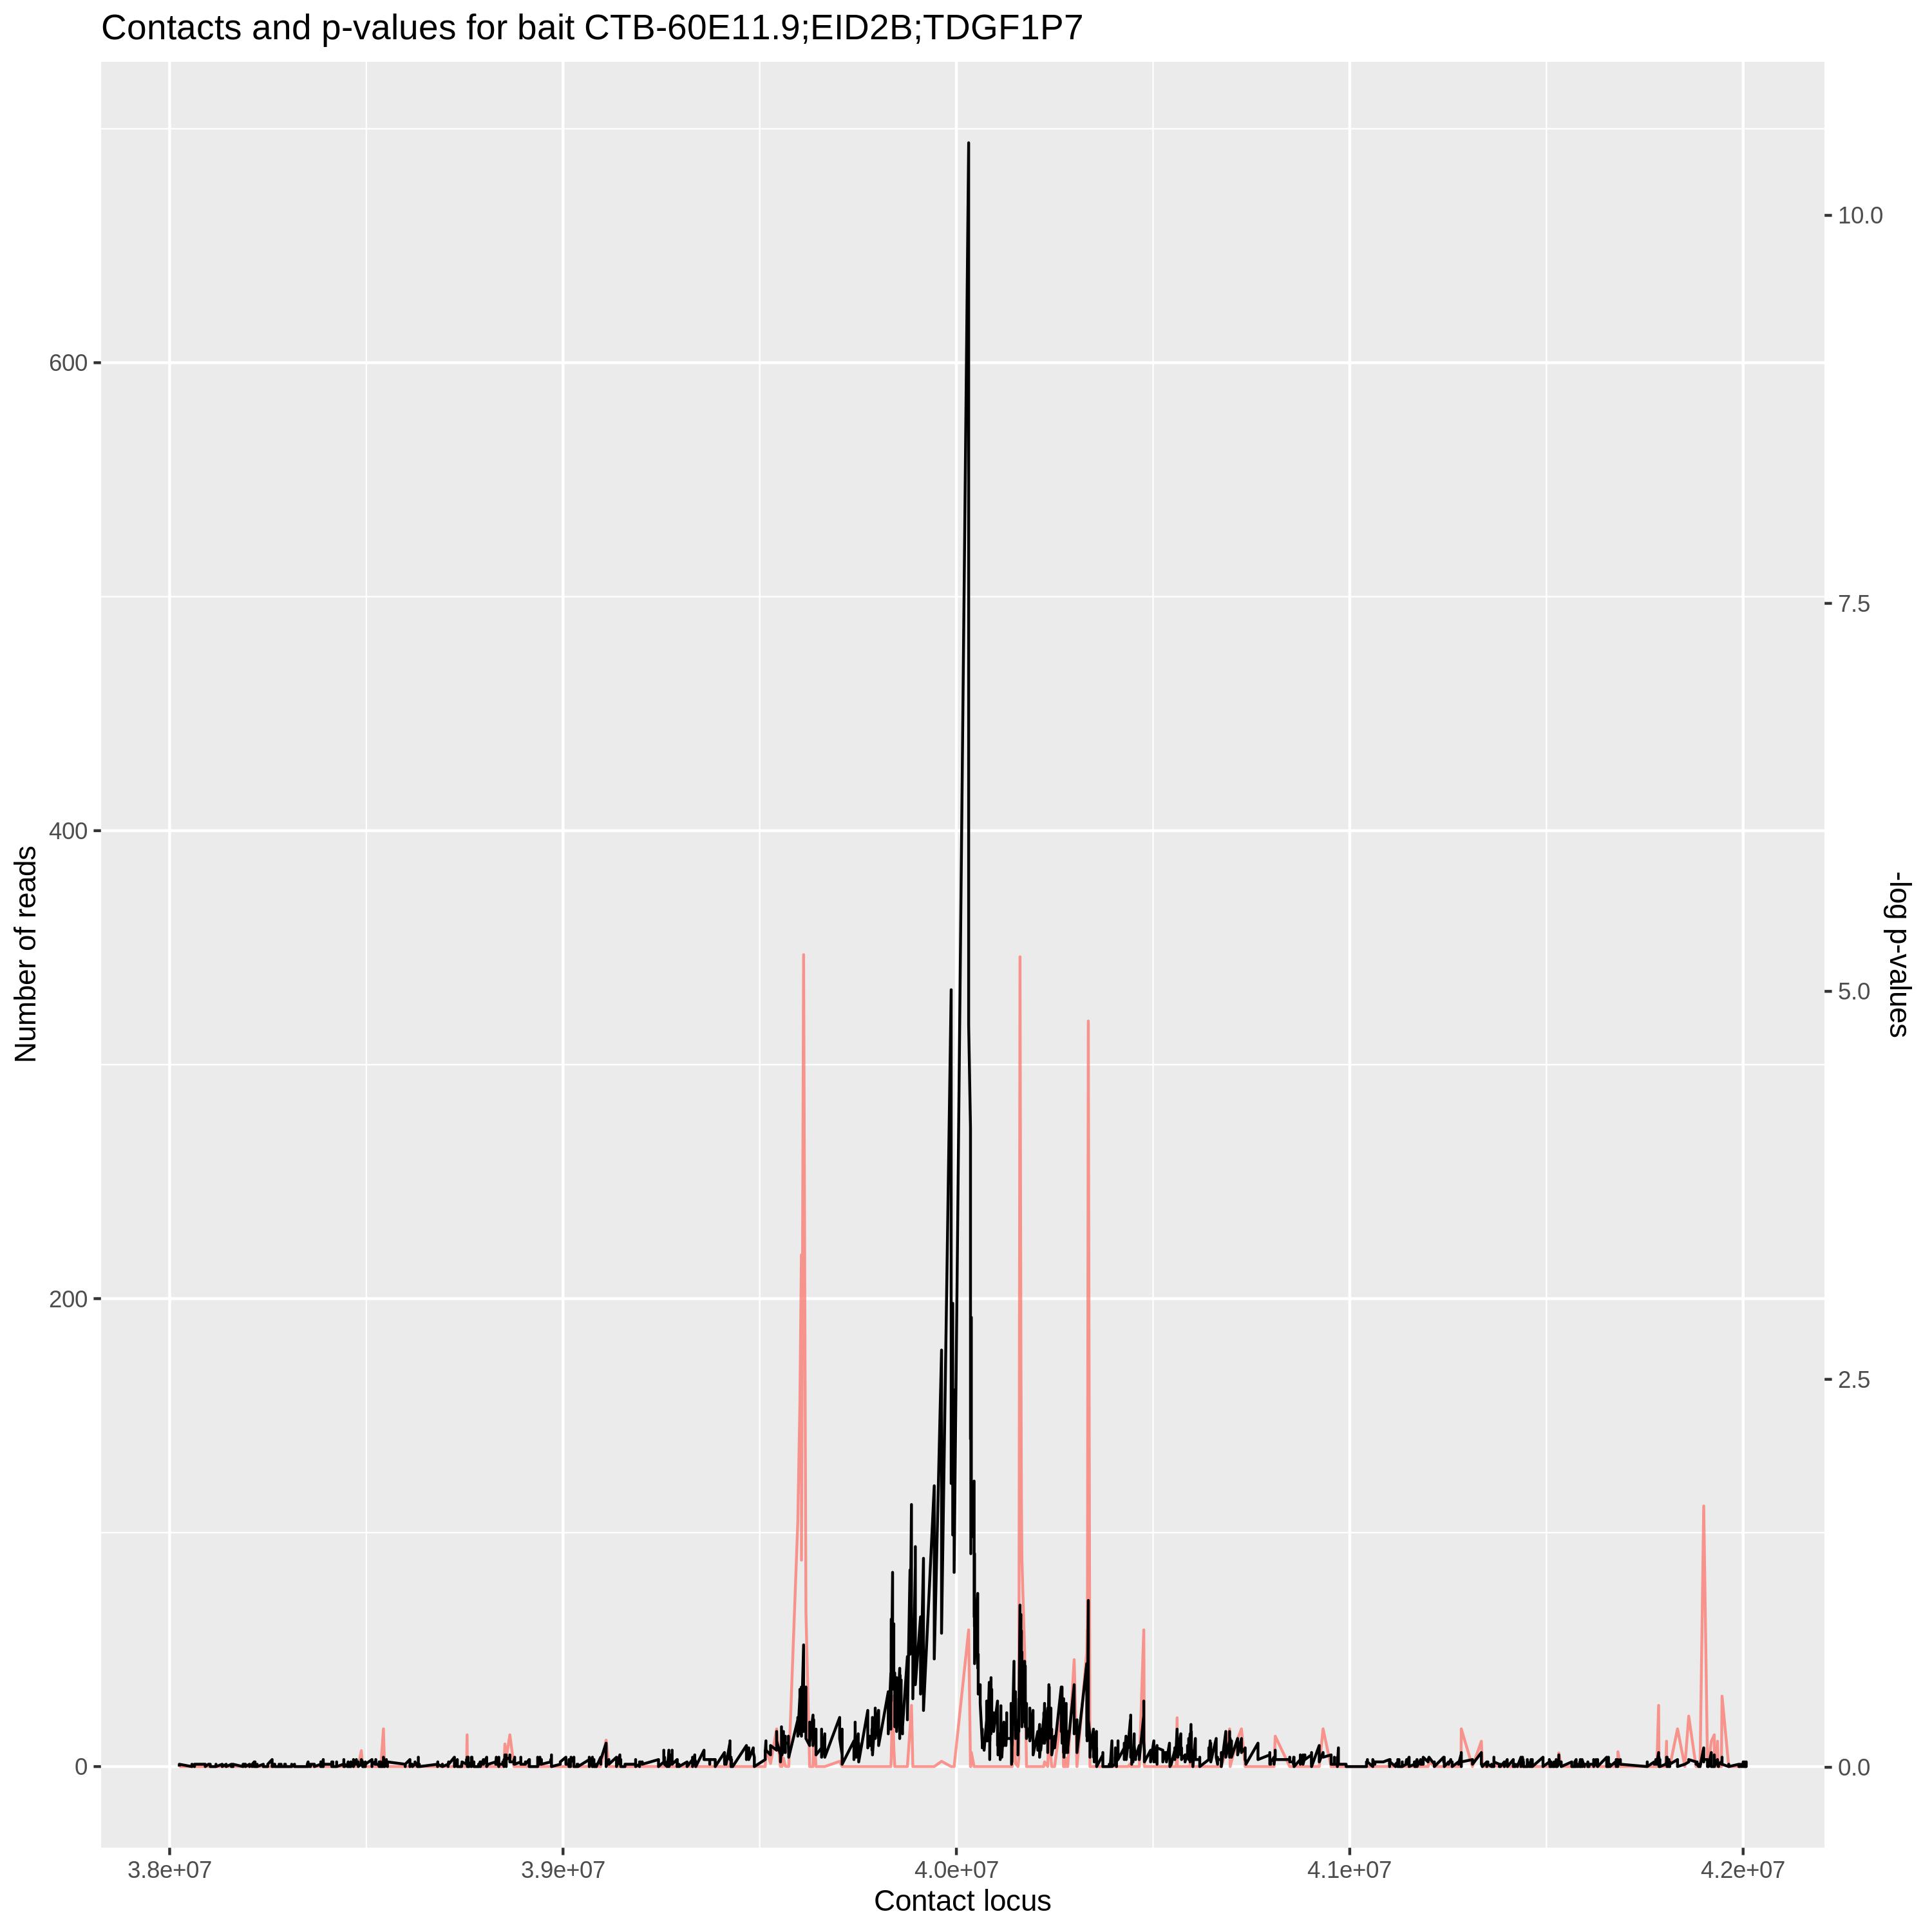 Contacts and p-values for bait CTB-60E11.9;EID2B;TDGF1P7
10.0
600
7.5
400
Number of reads
-log p-values
5.0
200
2.5
0
0.0
3.8e+07
3.9e+07
4.0e+07
4.1e+07
4.2e+07
Contact locus